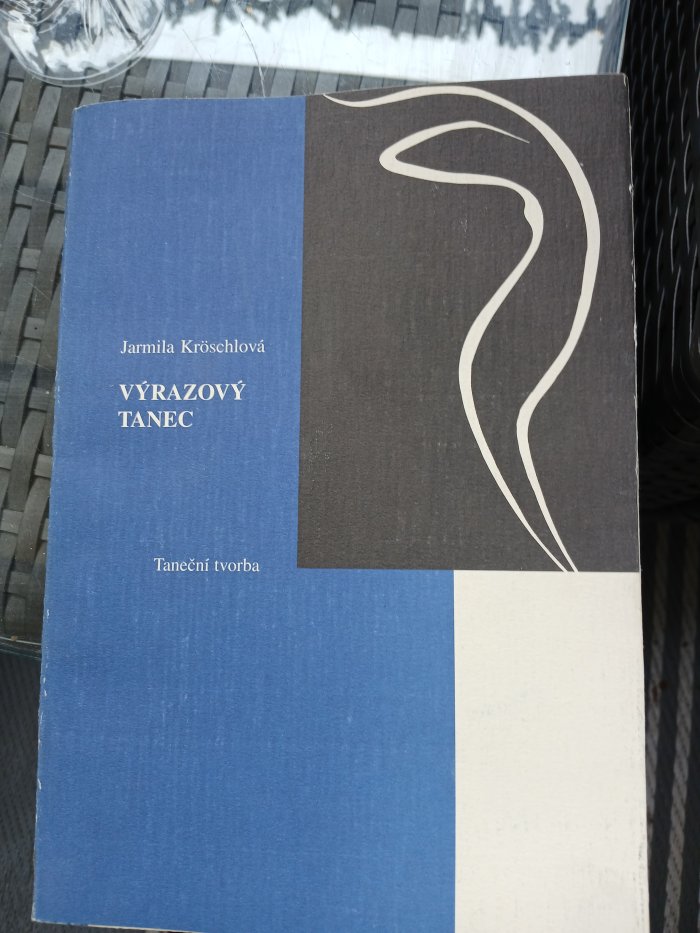 Jarmila Kröschlová
VÝRAZOVÝ
TANEC
Taneční tvorba